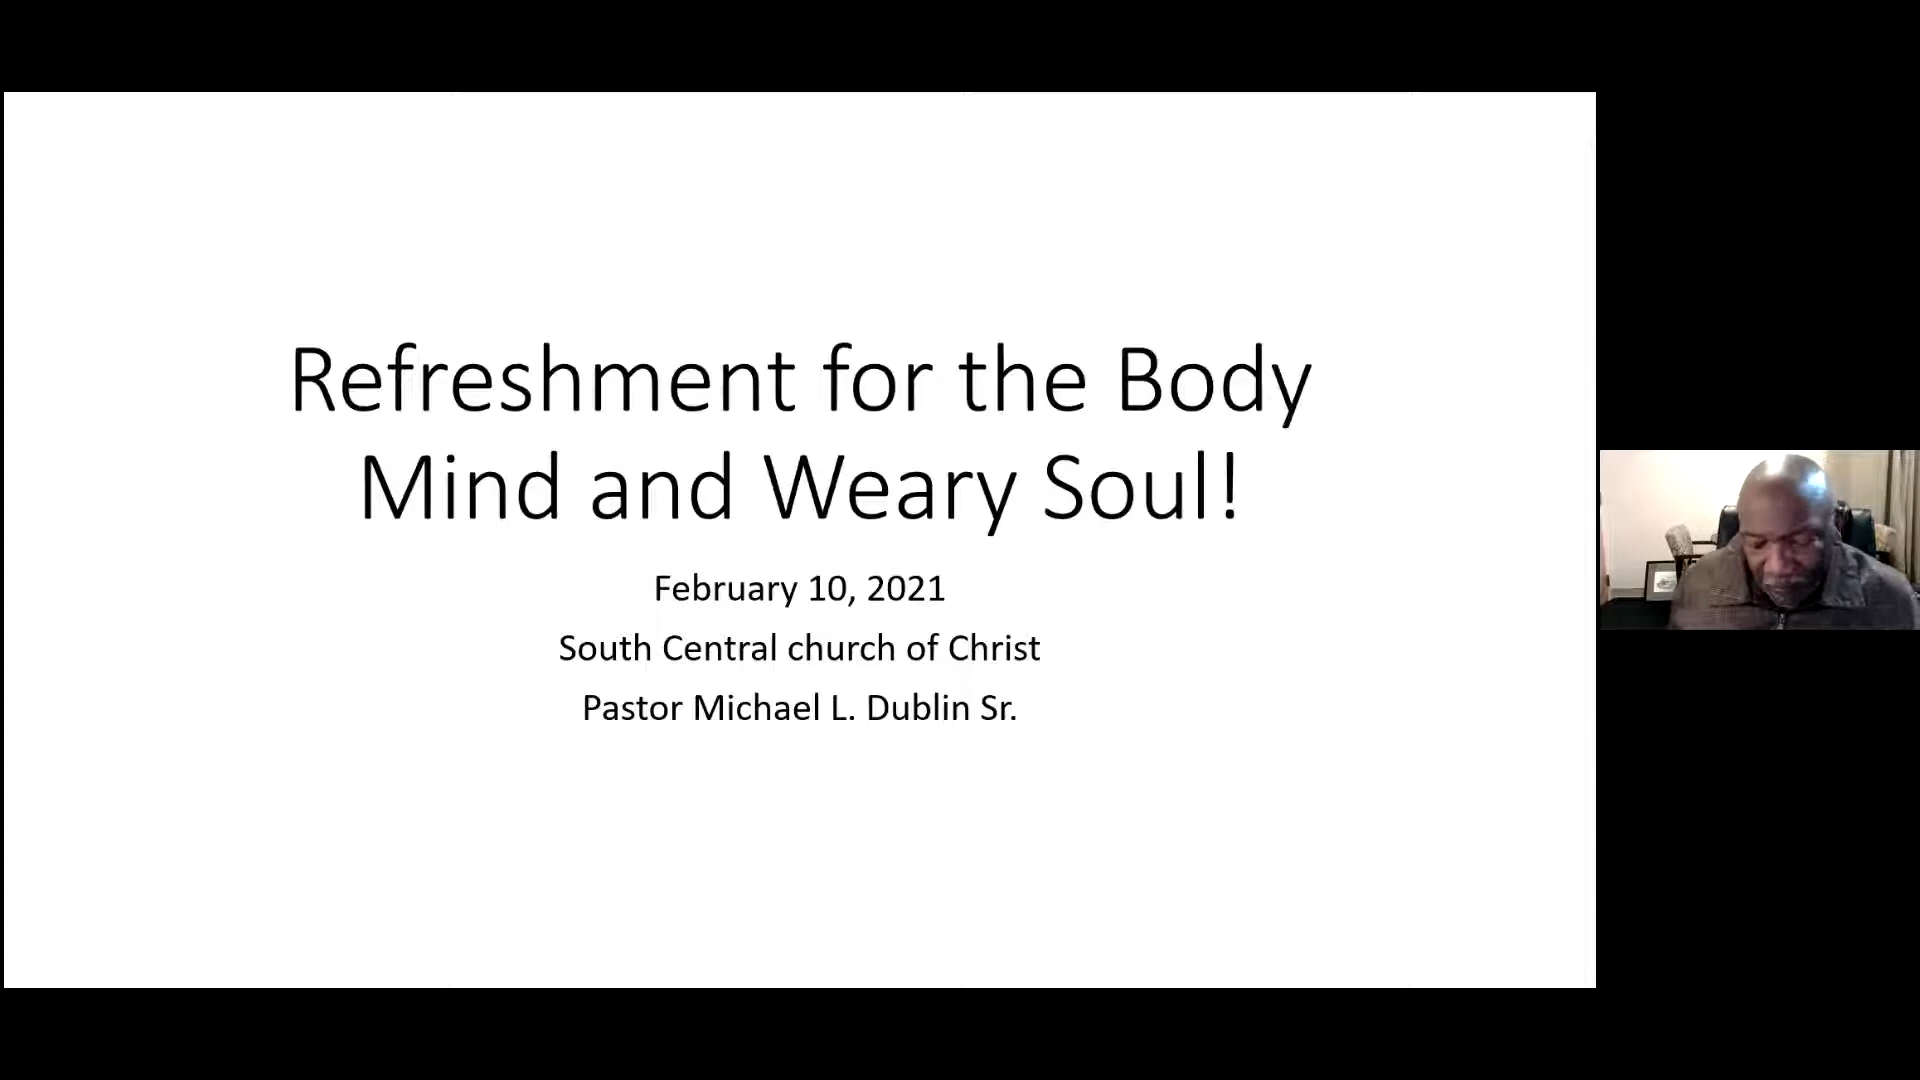 Refreshment for the Body
Mind and Weary Soul!
February 10, 2021
South Central church of Christ
Pastor Michael L. Dublin Sr.